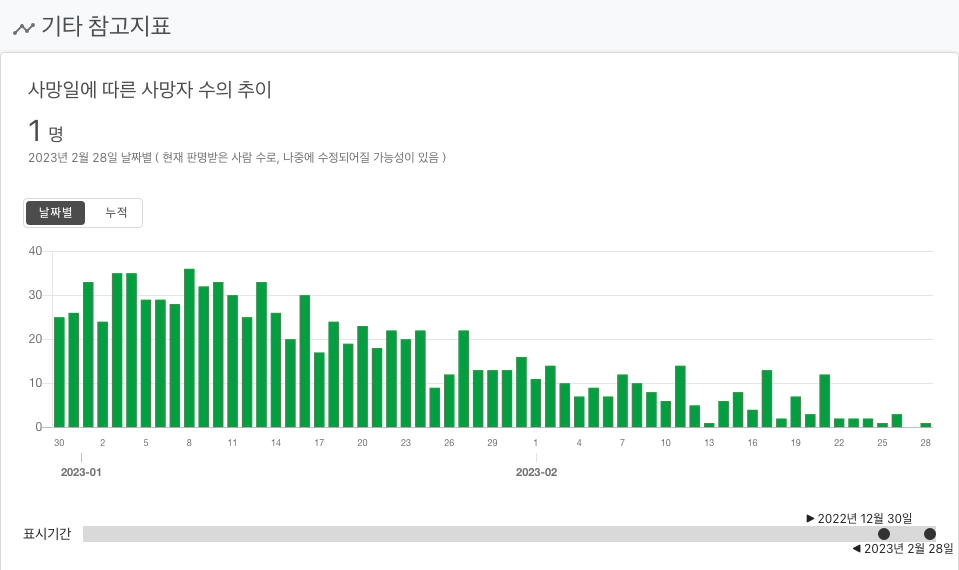 기타 참고지표
사망일에 따른 사망자 수의 추이
1 명
2023년 2월 28일 날짜별 ( 현재 판명받은 사람 수로, 나중에 수정되어질 가능성이 있음 )
날짜별 누적
40
30
20
10
0
30 2 5 8 11 14 17 20 23 26 29 1 4 7 10 13 16 19 22 25 28
2023-01 2023-02
▶ 2022년 12월 30일
표시기간
◀ 2023년 2월 28일